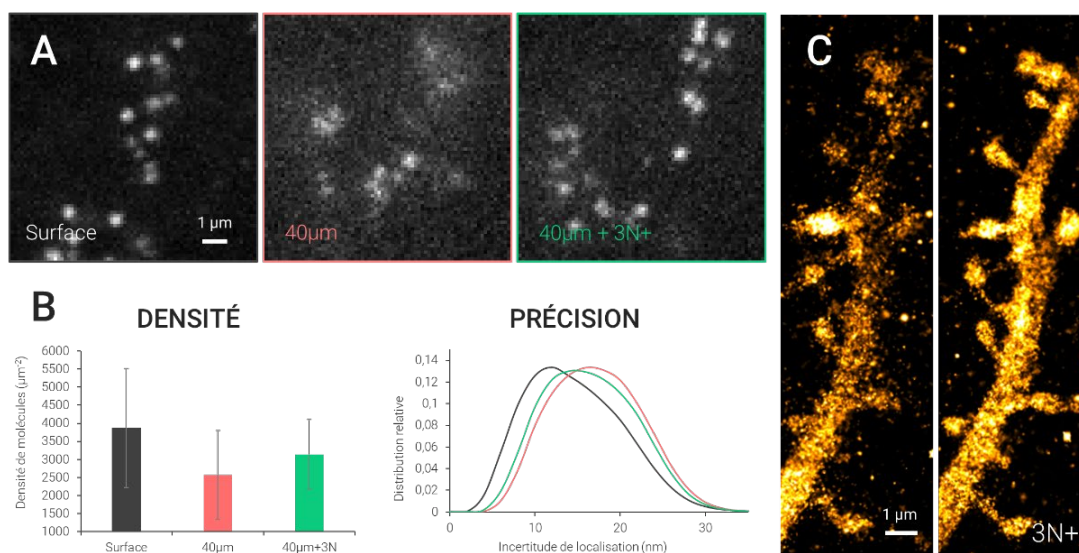 A
Surface
1 µm
40µm
40µm + 3N+
B
DENSITÉ
Densité de molécules (µm⁻²)
6000
5500
5000
4500
4000
3500
3000
2500
2000
1500
1000
Surface
40µm
40µm+3N
PRÉCISION
Distribution relative
0,14
0,12
0,1
0,08
0,06
0,04
0,02
0
0
10
20
30
Incertitude de localisation (nm)
C
1 µm
3N+